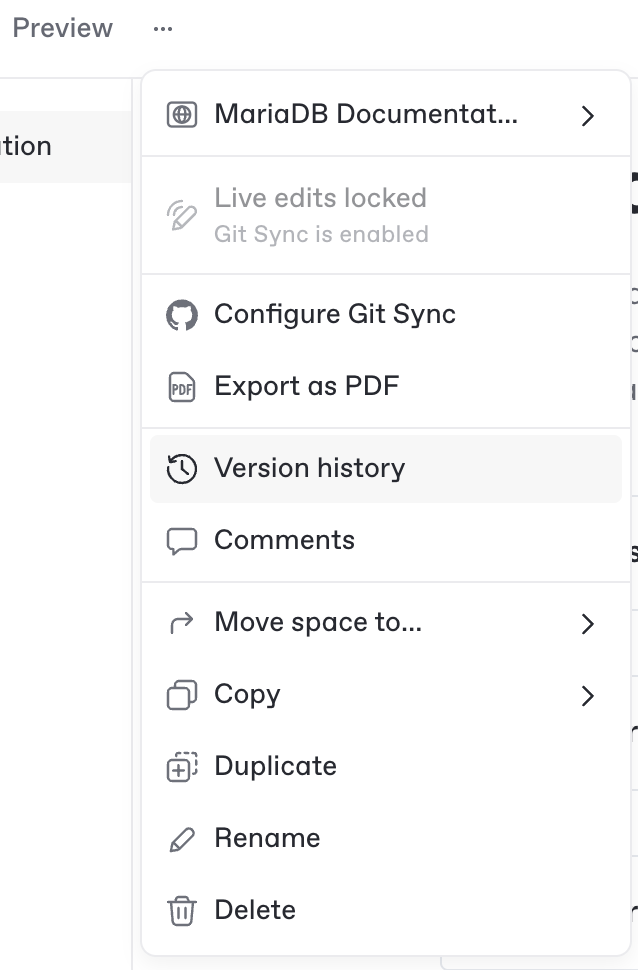 Preview ...
MariaDB Documentat...
tion
Live edits locked
Git Sync is enabled
Configure Git Sync
PDF Export as PDF
Version history
Comments
Move space to...
Copy
Duplicate
Rename
Delete